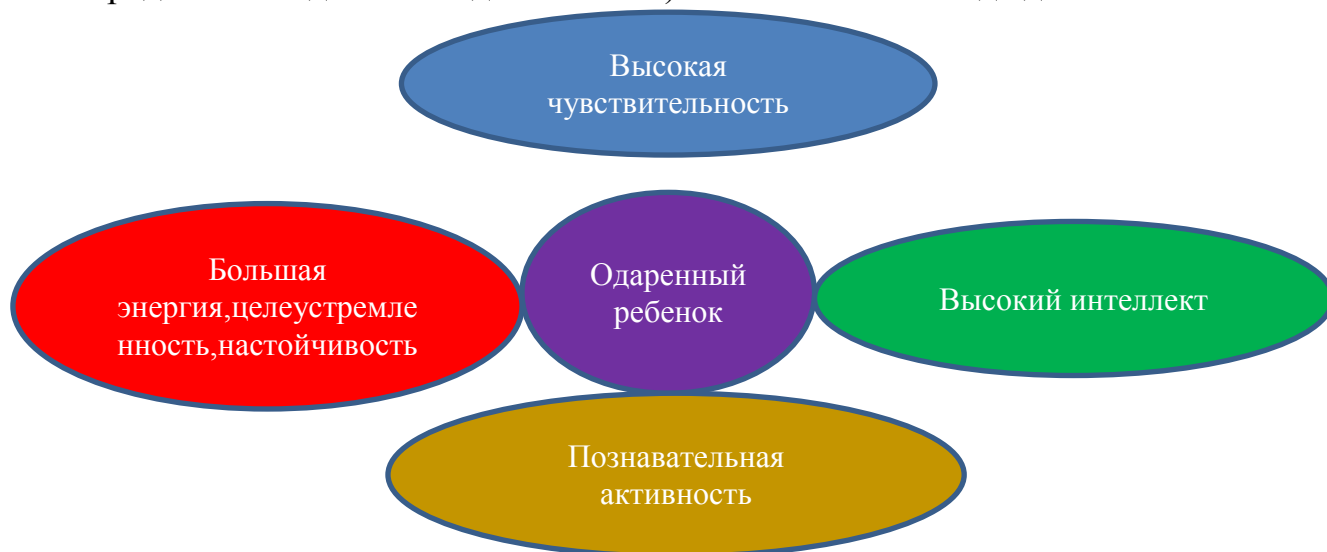 Высокая
чувствительность
Большая
энергия,целеустремле
нность,настойчивость
Одаренный
ребенок
Высокий интеллект
Познавательная
активность